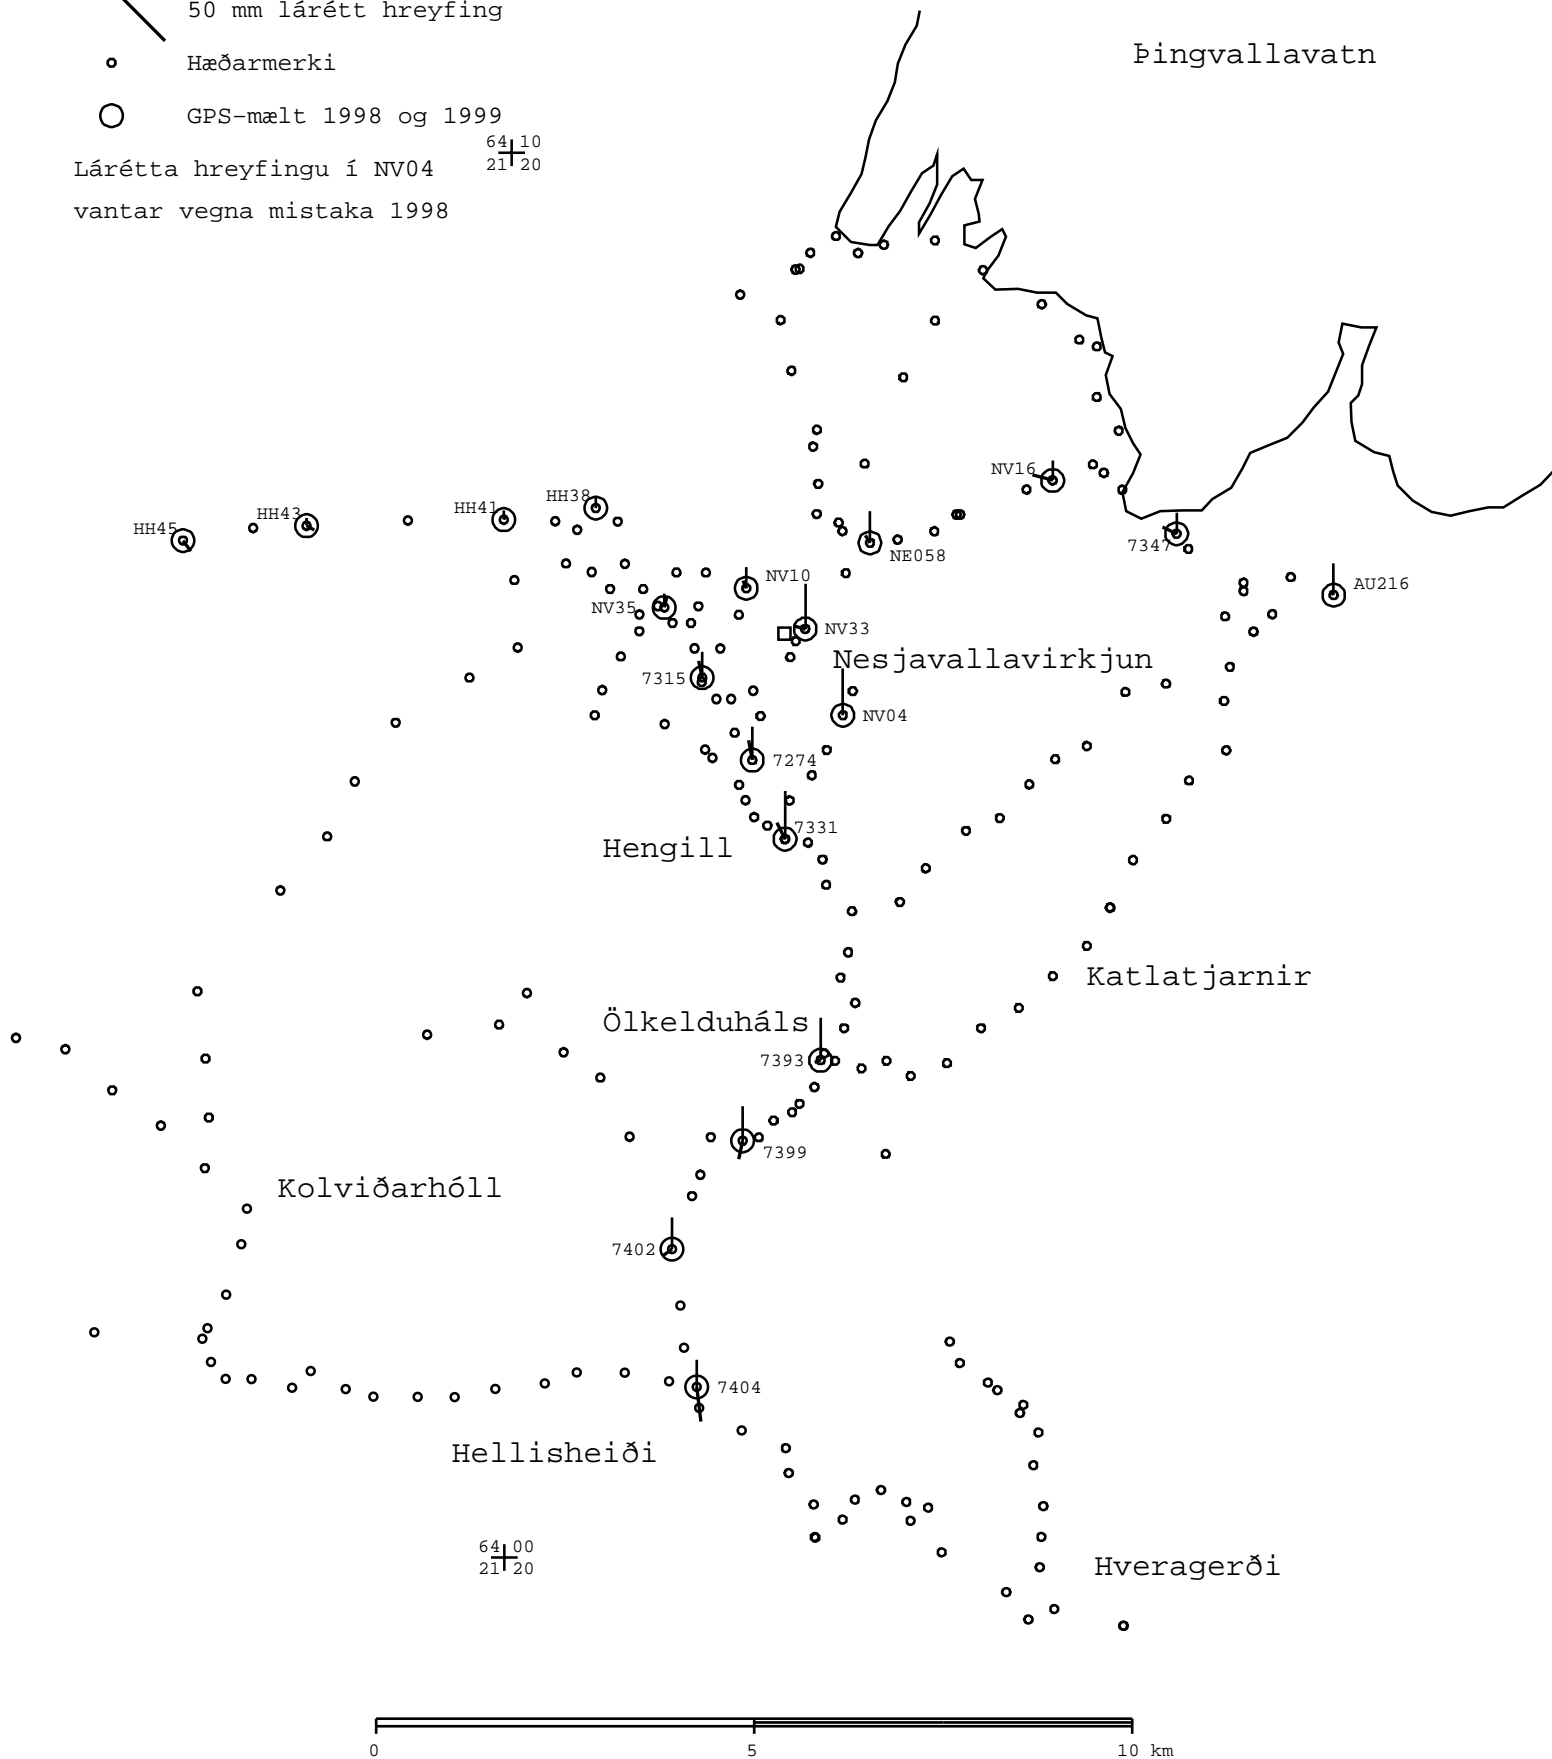 50 mm lárétt hreyfing
Þingvallavatn
Hæðarmerki
GPS-mælt 1998 og 1999
64 10
21 20
Lárétta hreyfingu í NV04
vantar vegna mistaka 1998
NV16
HH38
HH41
HH43
HH45
7347
NE058
NV10
AU216
NV35
NV33
Nesjavallavirkjun
7315
NV04
7274
7331
Hengill
Katlatjarnir
Ölkelduháls
7393
7399
Kolviðarhóll
7402
7404
Hellisheiði
64 00
21 20
Hveragerði
0
5
10 km